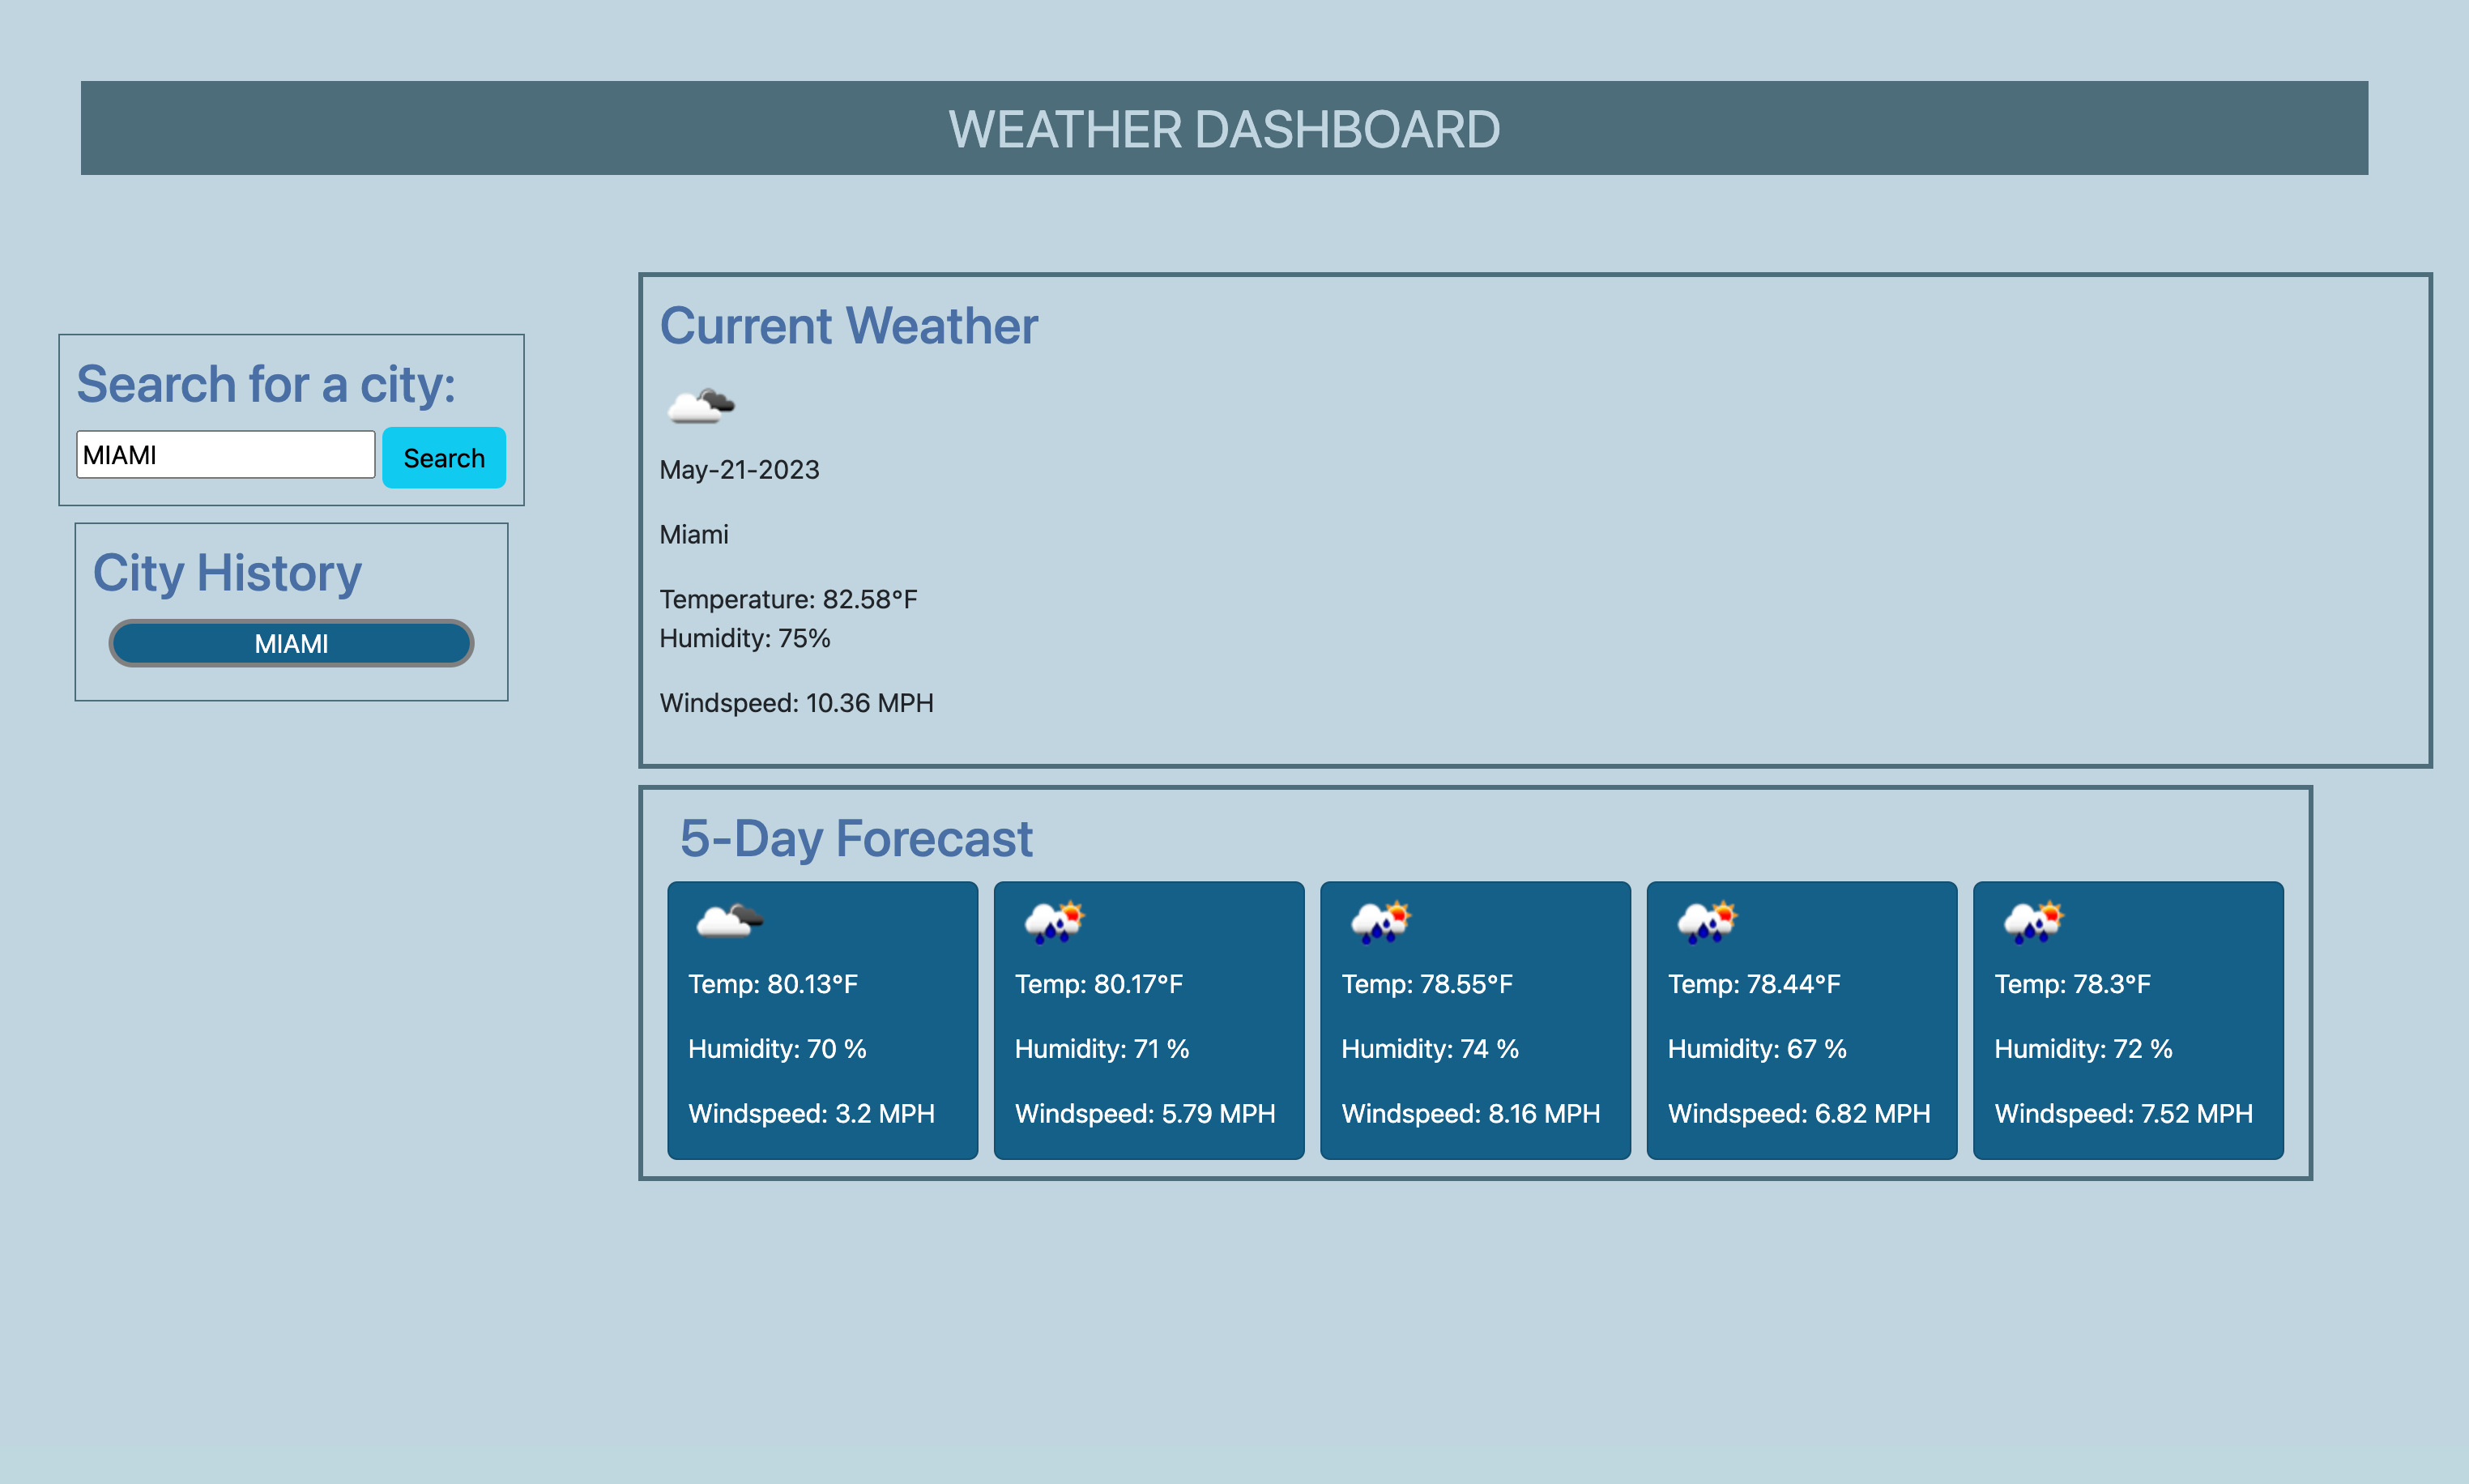 WEATHER DASHBOARD
Search for a city:
MIAMI
Search
City History
MIAMI
Current Weather
May-21-2023
Miami
Temperature: 82.58°F
Humidity: 75%
Windspeed: 10.36 MPH
5-Day Forecast
Temp: 80.13°F
Humidity: 70 %
Windspeed: 3.2 MPH
Temp: 80.17°F
Humidity: 71 %
Windspeed: 5.79 MPH
Temp: 78.55°F
Humidity: 74 %
Windspeed: 8.16 MPH
Temp: 78.44°F
Humidity: 67 %
Windspeed: 6.82 MPH
Temp: 78.3°F
Humidity: 72 %
Windspeed: 7.52 MPH